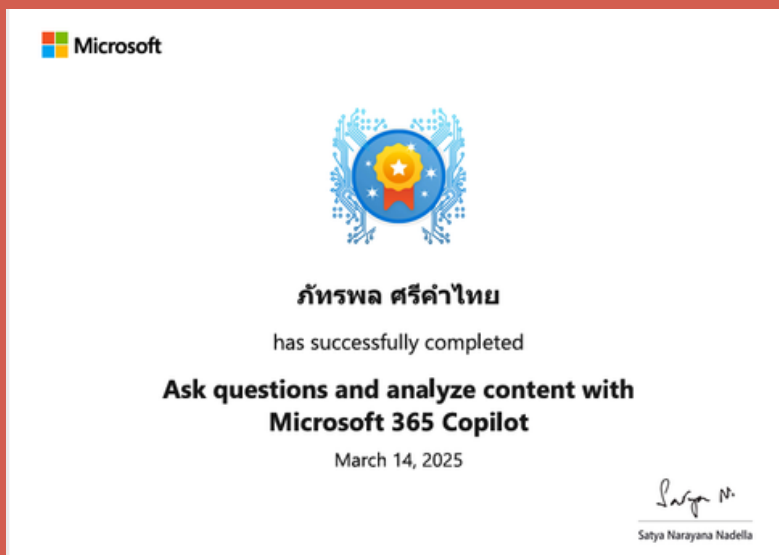 Microsoft
ภัทรพล ศรีคำไทย
has successfully completed
Ask questions and analyze content with
Microsoft 365 Copilot
March 14, 2025
Satya N.
Satya Narayana Nadella